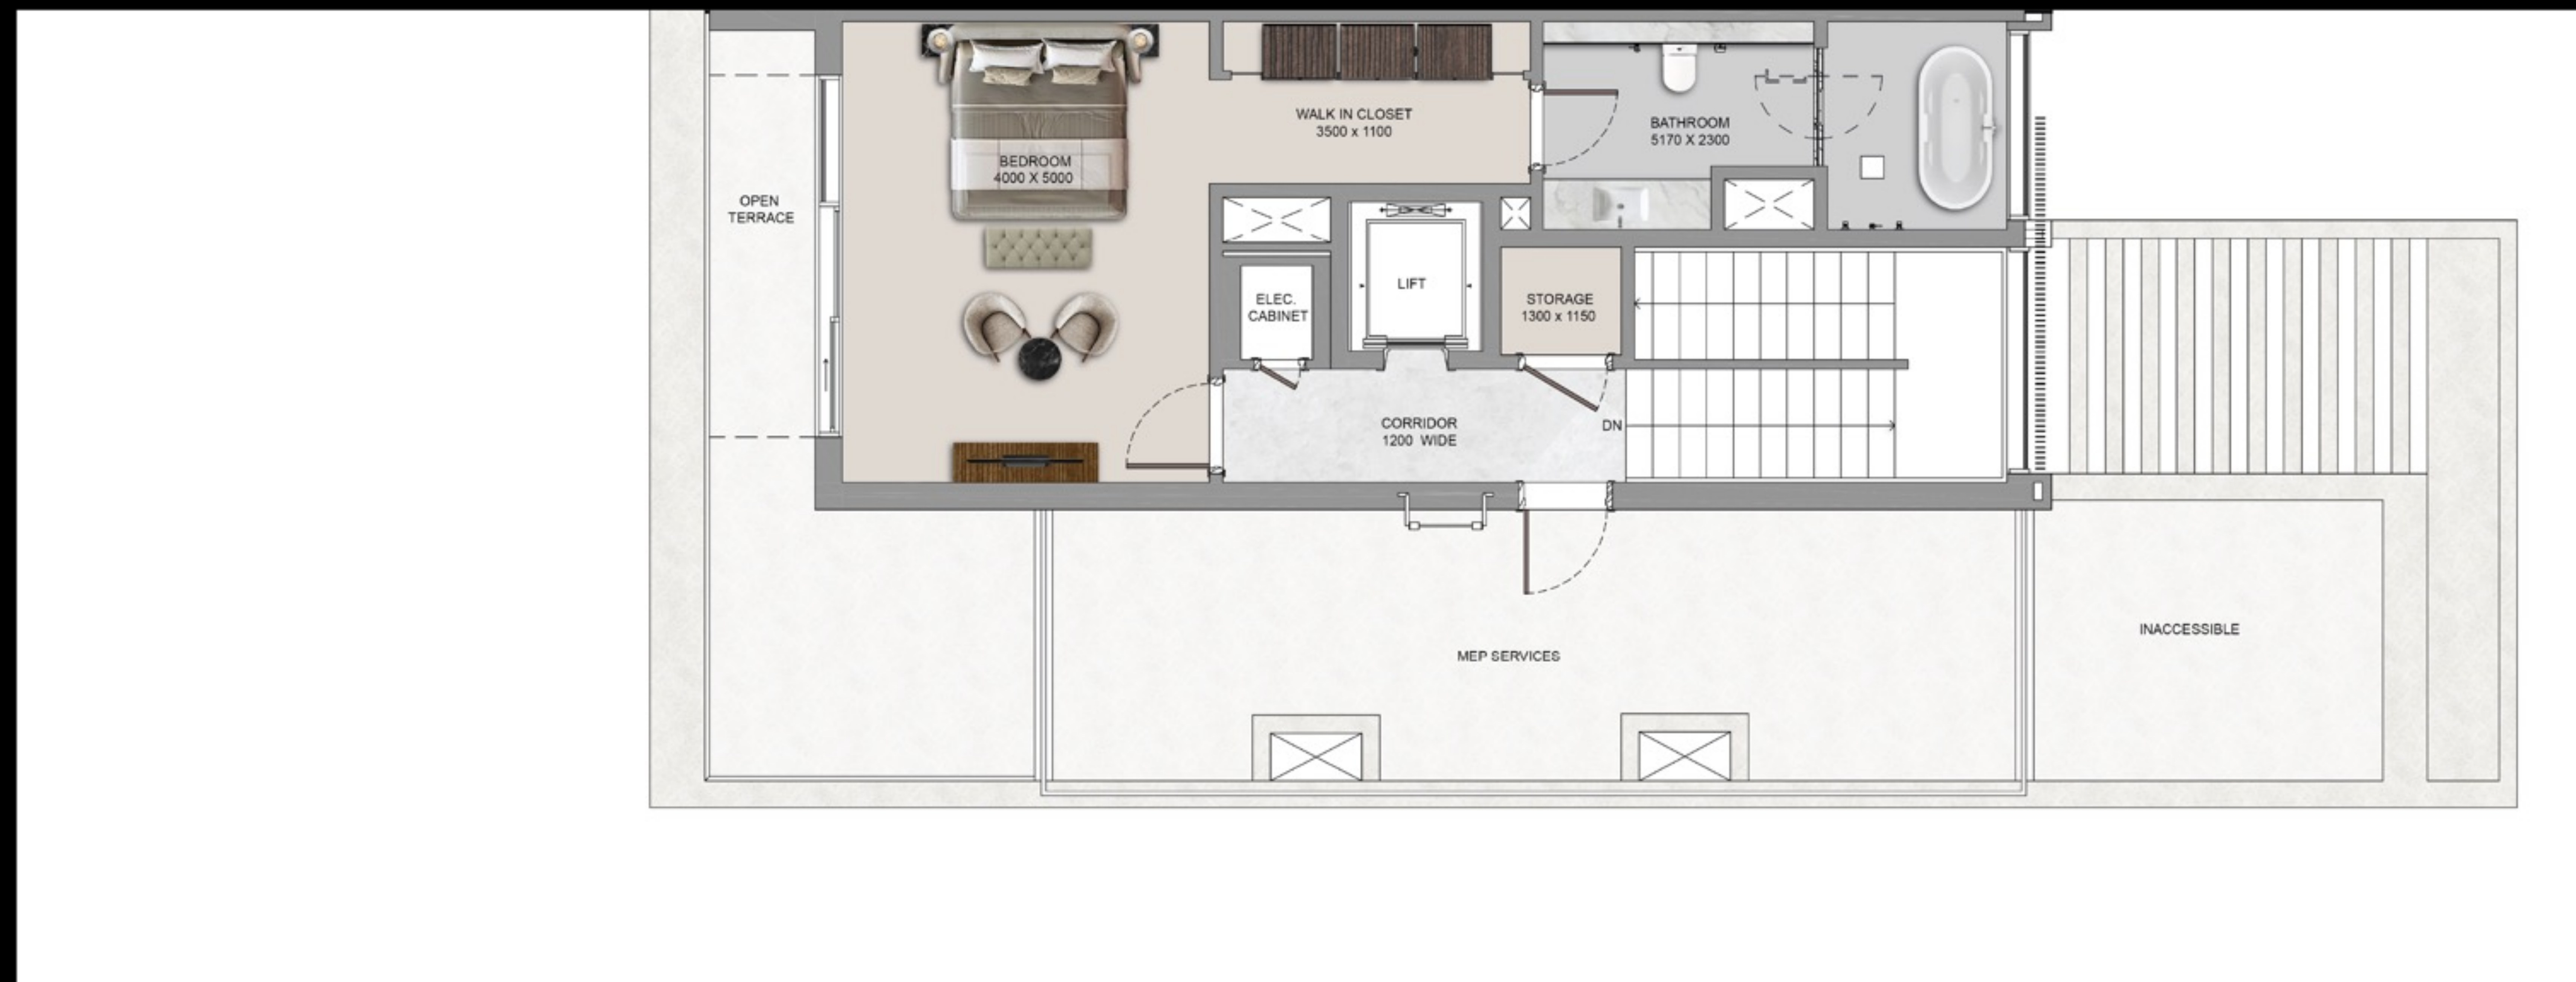 WALK IN CLOSET
3500 x 1100
BATHROOM
5170 X 2300
BEDROOM
4000 X 5000
OPEN
TERRACE
ELEC.
CABINET
LIFT
STORAGE
1300 x 1150
CORRIDOR
1200 WIDE
DN
INACCESSIBLE
MEP SERVICES